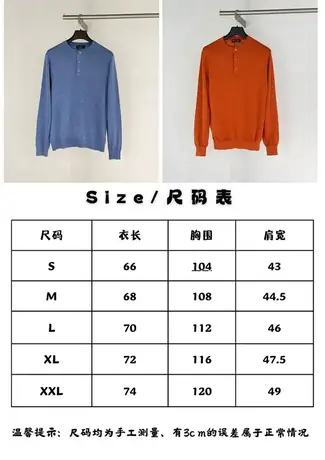 Size/尺码表
尺码 衣长 胸围 肩宽
S 66 104 43
M 68 108 44.5
L 70 112 46
XL 72 116 47.5
XXL 74 120 49
温馨提示：尺码均为手工测量、有3cm的误差属于正常情况